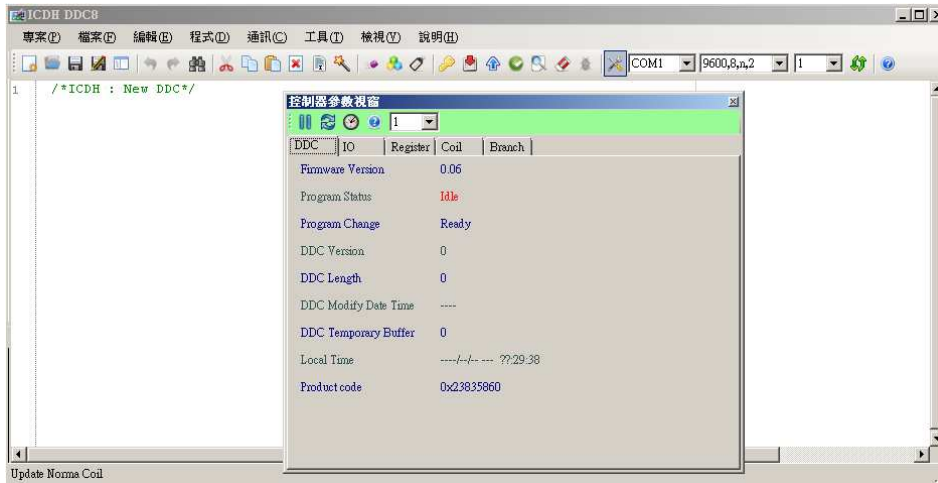 ICDH DDC8
專案(P) 檔案(F) 編輯(E) 程式(D) 通訊(C) 工具(T) 檢視(V) 說明(H)
COM1 9600,8,n,2 1
1 /*ICDH : New DDC*/
控制器參數視窗
1
DDC IO Register Coil Branch
Firmware Version 0.06
Program Status Idle
Program Change Ready
DDC Version 0
DDC Length 0
DDC Modify Date Time ----
DDC Temporary Buffer 0
Local Time ----/--/-- --- ??:29:38
Product code 0x23835860
Update Norma Coil